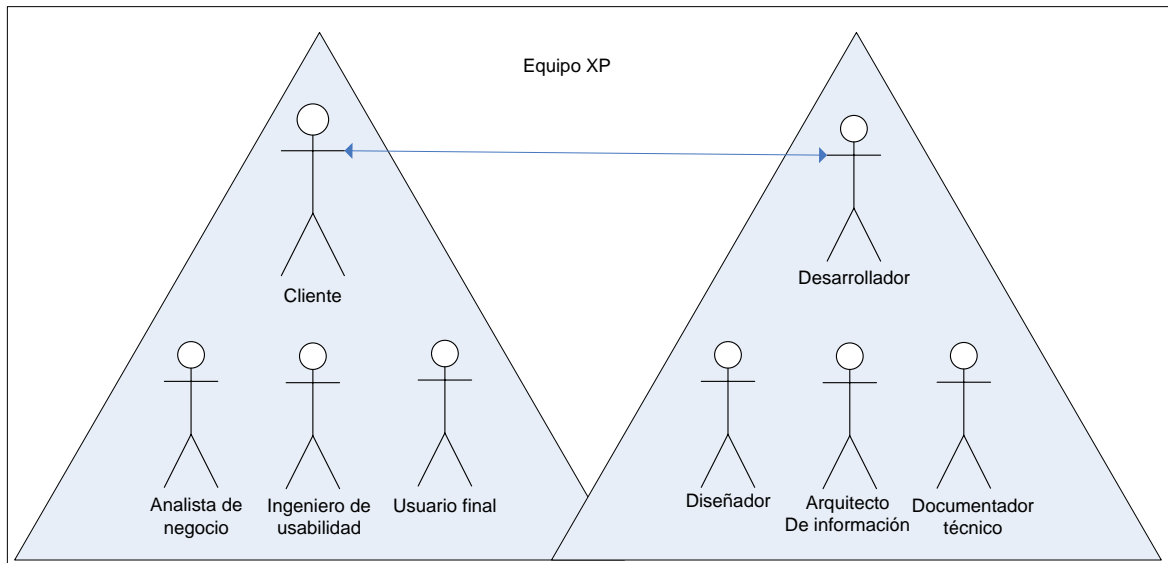 Equipo XP
Cliente
Desarrollador
Analista de
negocio
Ingeniero de
usabilidad
Usuario final
Diseñador
Arquitecto
De información
Documentador
técnico